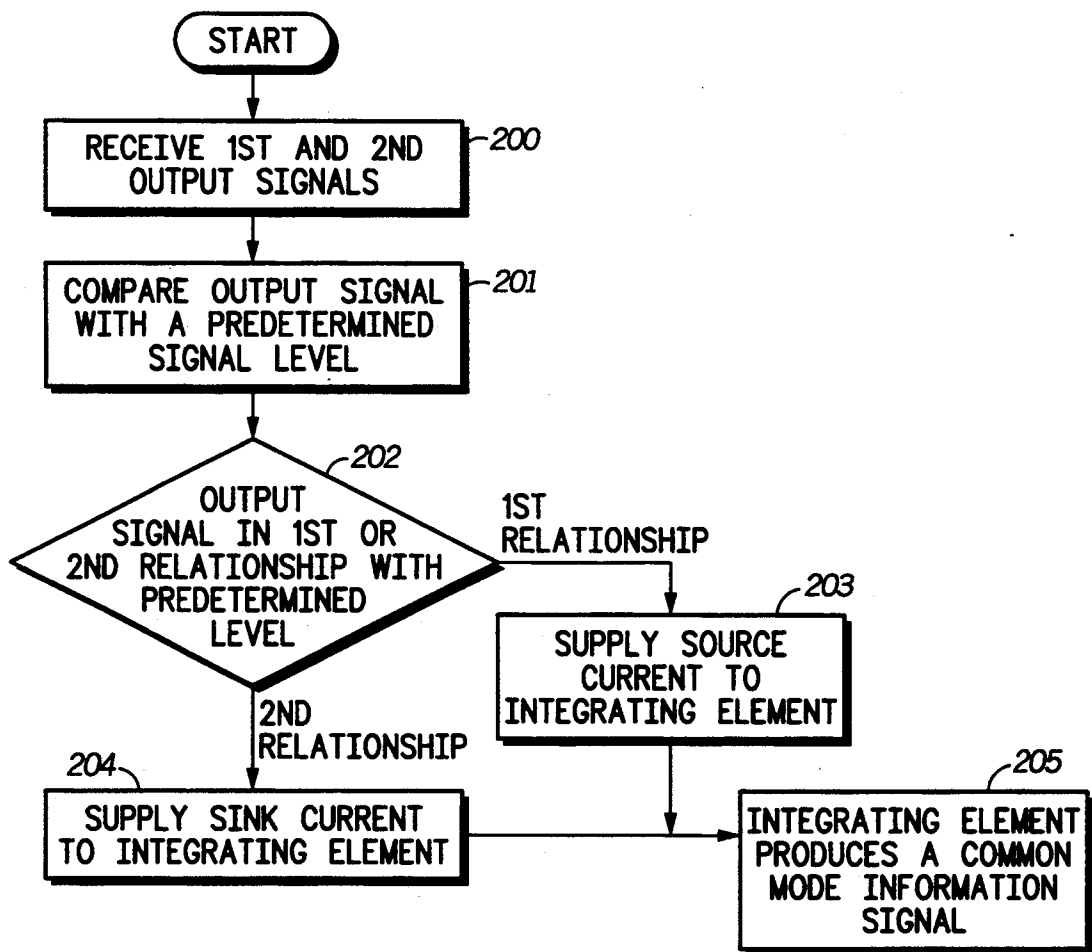 START
RECEIVE 1ST AND 2ND
OUTPUT SIGNALS
200
COMPARE OUTPUT SIGNAL
WITH A PREDETERMINED
SIGNAL LEVEL
201
202
OUTPUT
SIGNAL IN 1ST OR
2ND RELATIONSHIP WITH
PREDETERMINED
LEVEL
1ST
RELATIONSHIP
203
SUPPLY SOURCE
CURRENT TO
INTEGRATING ELEMENT
2ND
RELATIONSHIP
204
SUPPLY SINK CURRENT
TO INTEGRATING ELEMENT
205
INTEGRATING ELEMENT
PRODUCES A COMMON
MODE INFORMATION
SIGNAL